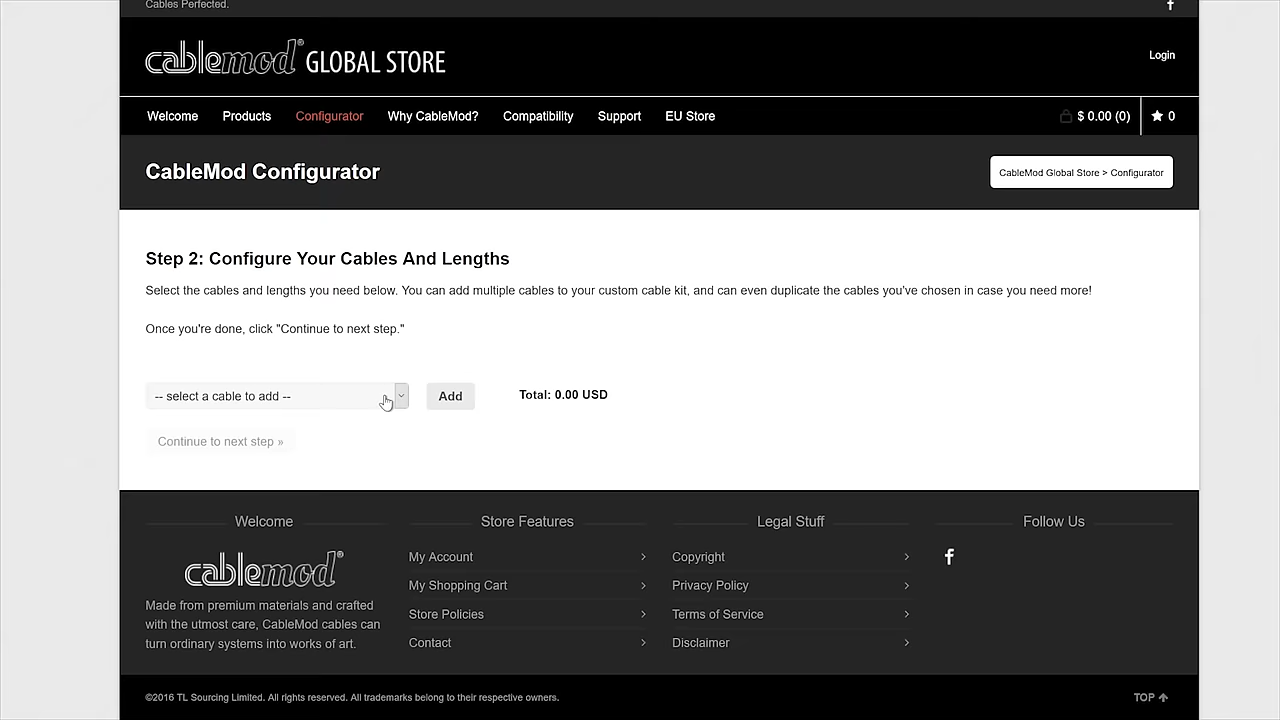 Cables Perfected.
cablemod® GLOBAL STORE
Login
Welcome Products Configurator Why CableMod? Compatibility Support EU Store $ 0.00 (0) 0
CableMod Configurator
CableMod Global Store > Configurator
Step 2: Configure Your Cables And Lengths
Select the cables and lengths you need below. You can add multiple cables to your custom cable kit, and can even duplicate the cables you've chosen in case you need more!
Once you're done, click "Continue to next step."
-- select a cable to add -- Add Total: 0.00 USD
Continue to next step »
Welcome Store Features Legal Stuff Follow Us
cablemod®
Made from premium materials and crafted
with the utmost care, CableMod cables can
turn ordinary systems into works of art.
My Account
My Shopping Cart
Store Policies
Contact
Copyright
Privacy Policy
Terms of Service
Disclaimer
©2016 TL Sourcing Limited. All rights reserved. All trademarks belong to their respective owners.
TOP